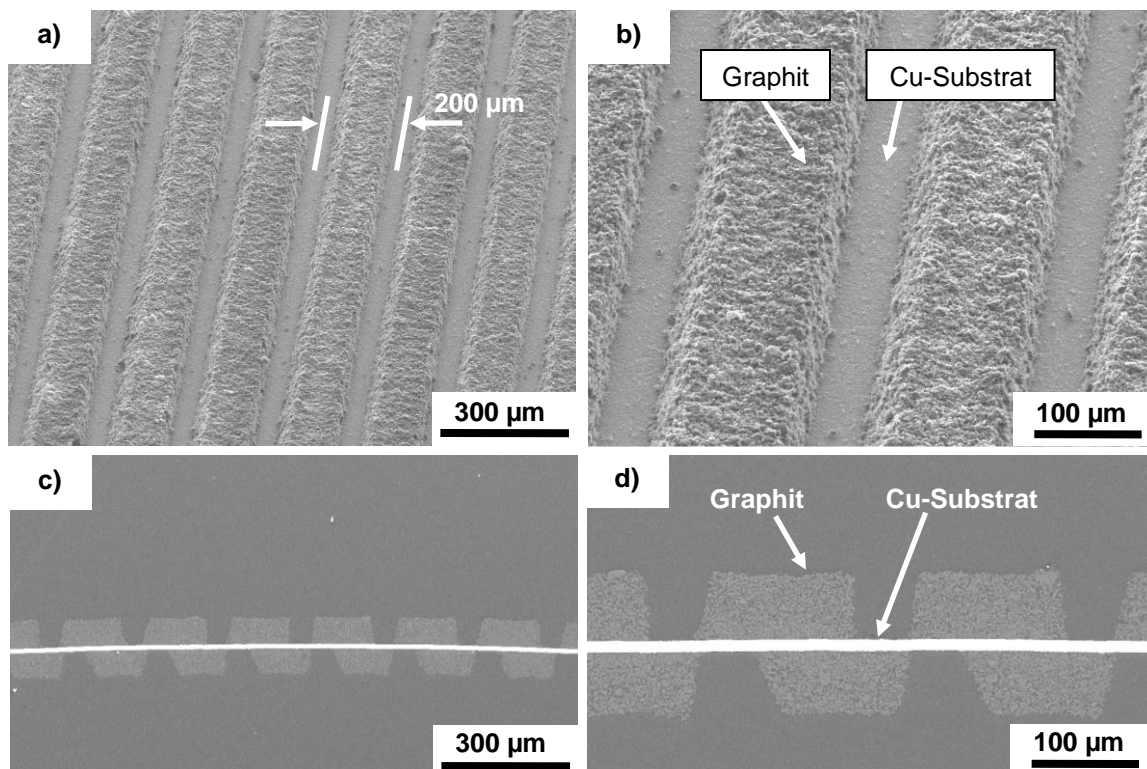 a)
200 µm
300 µm
b)
Graphit
Cu-Substrat
100 µm
c)
300 µm
d)
Graphit
Cu-Substrat
100 µm